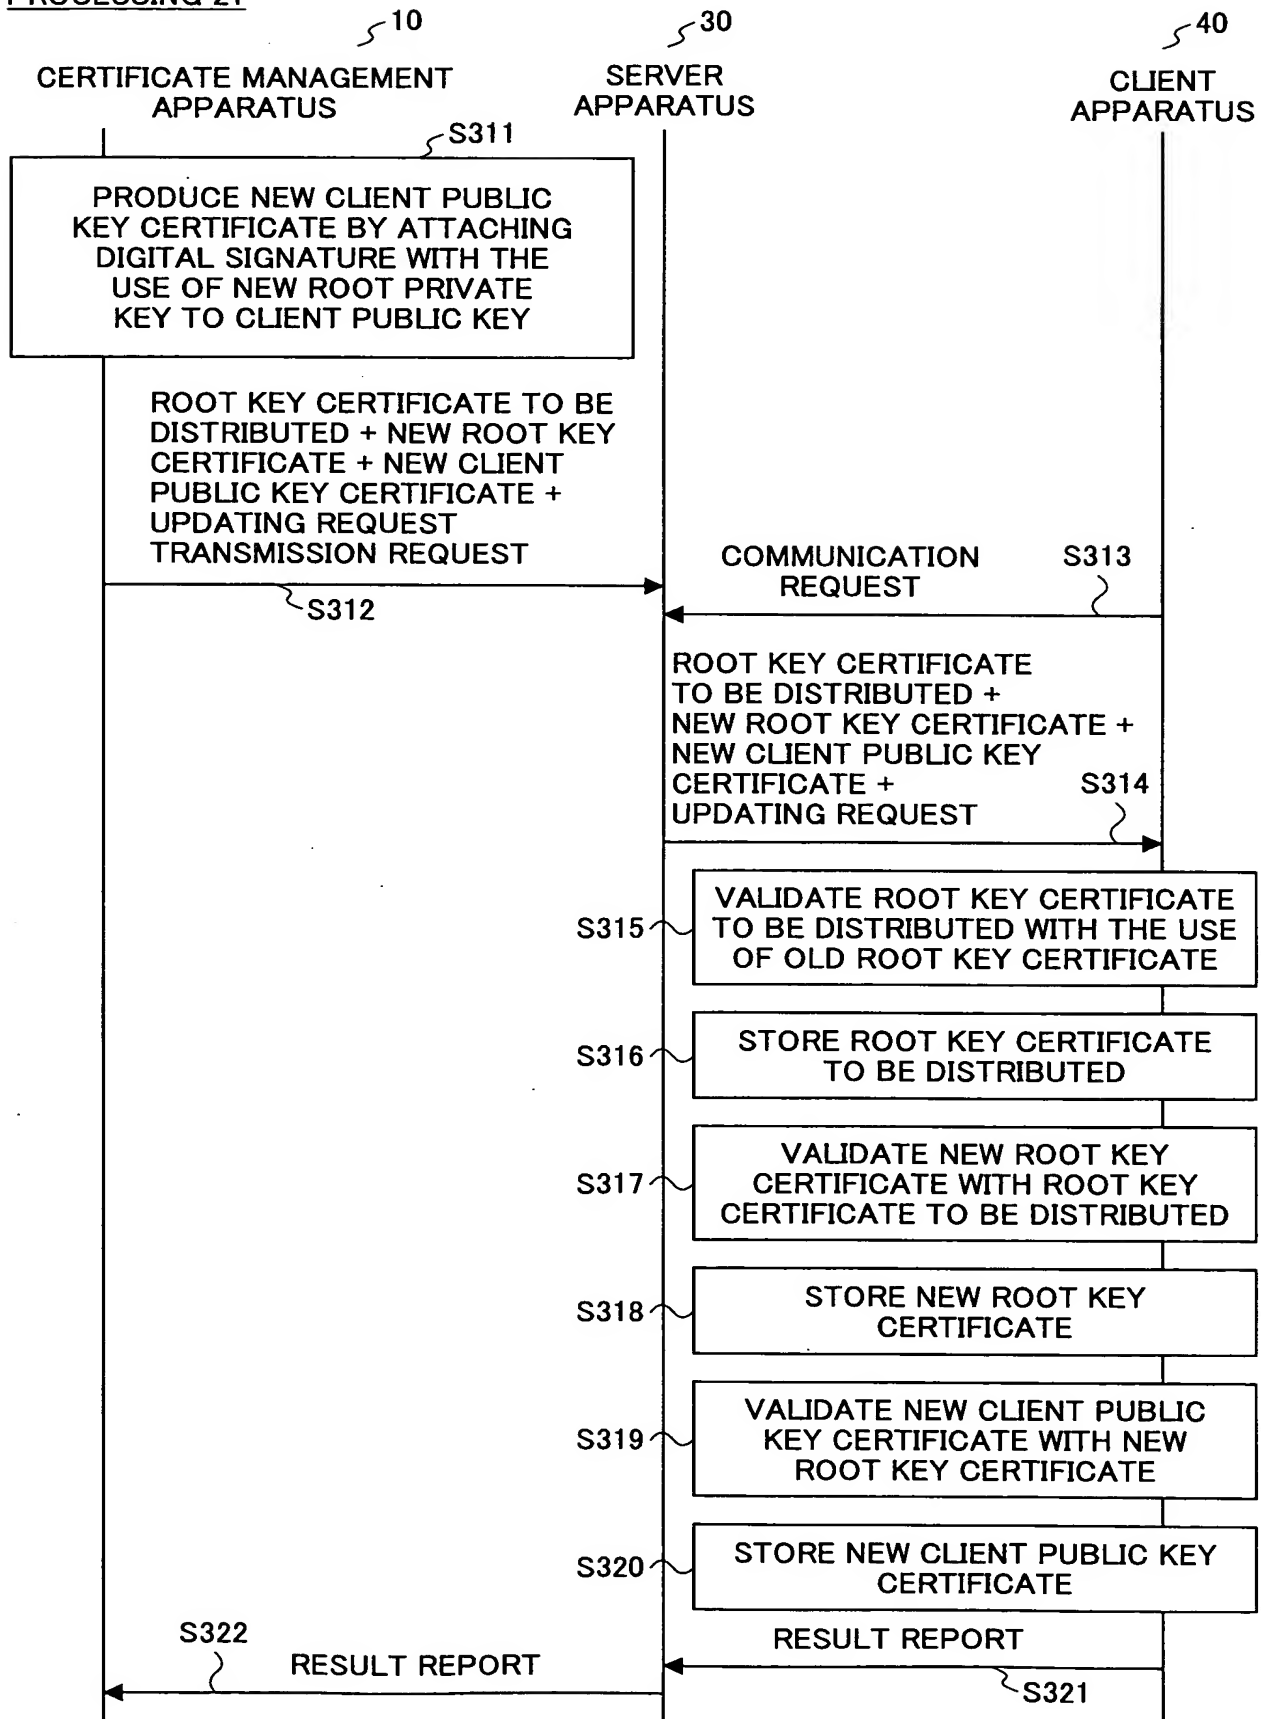 PROCESSING 21
10
30
40
CERTIFICATE MANAGEMENT
APPARATUS
SERVER
APPARATUS
CLIENT
APPARATUS
S311
PRODUCE NEW CLIENT PUBLIC
KEY CERTIFICATE BY ATTACHING
DIGITAL SIGNATURE WITH THE
USE OF NEW ROOT PRIVATE
KEY TO CLIENT PUBLIC KEY
ROOT KEY CERTIFICATE TO BE
DISTRIBUTED + NEW ROOT KEY
CERTIFICATE + NEW CLIENT
PUBLIC KEY CERTIFICATE +
UPDATING REQUEST
TRANSMISSION REQUEST
S312
COMMUNICATION
REQUEST
S313
ROOT KEY CERTIFICATE
TO BE DISTRIBUTED +
NEW ROOT KEY CERTIFICATE +
NEW CLIENT PUBLIC KEY
CERTIFICATE +
UPDATING REQUEST
S314
S315
VALIDATE ROOT KEY CERTIFICATE
TO BE DISTRIBUTED WITH THE USE
OF OLD ROOT KEY CERTIFICATE
S316
STORE ROOT KEY CERTIFICATE
TO BE DISTRIBUTED
S317
VALIDATE NEW ROOT KEY
CERTIFICATE WITH ROOT KEY
CERTIFICATE TO BE DISTRIBUTED
S318
STORE NEW ROOT KEY
CERTIFICATE
S319
VALIDATE NEW CLIENT PUBLIC
KEY CERTIFICATE WITH NEW
ROOT KEY CERTIFICATE
S320
STORE NEW CLIENT PUBLIC KEY
CERTIFICATE
RESULT REPORT
S321
S322
RESULT REPORT